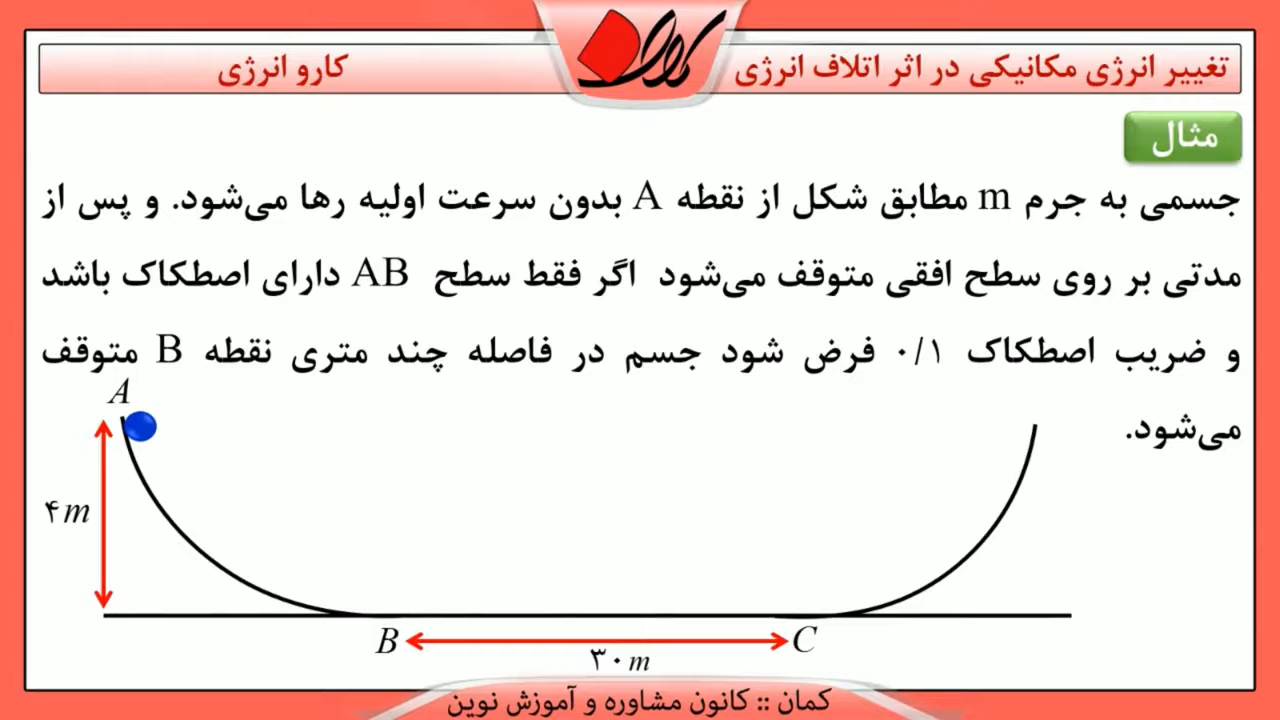 تغییر انرژی مکانیکی در اثر اتلاف انرژی
کمان
کارو انرژی
مثال
جسمی به جرم m مطابق شکل از نقطه A بدون سرعت اولیه رها می‌شود. و پس از
مدتی بر روی سطح افقی متوقف می‌شود اگر فقط سطح AB دارای اصطکاک باشد
و ضریب اصطکاک ۰/۱ فرض شود جسم در فاصله چند متری نقطه B متوقف
می‌شود.
A
۴m
B
C
۳۰m
کمان :: کانون مشاوره و آموزش نوین